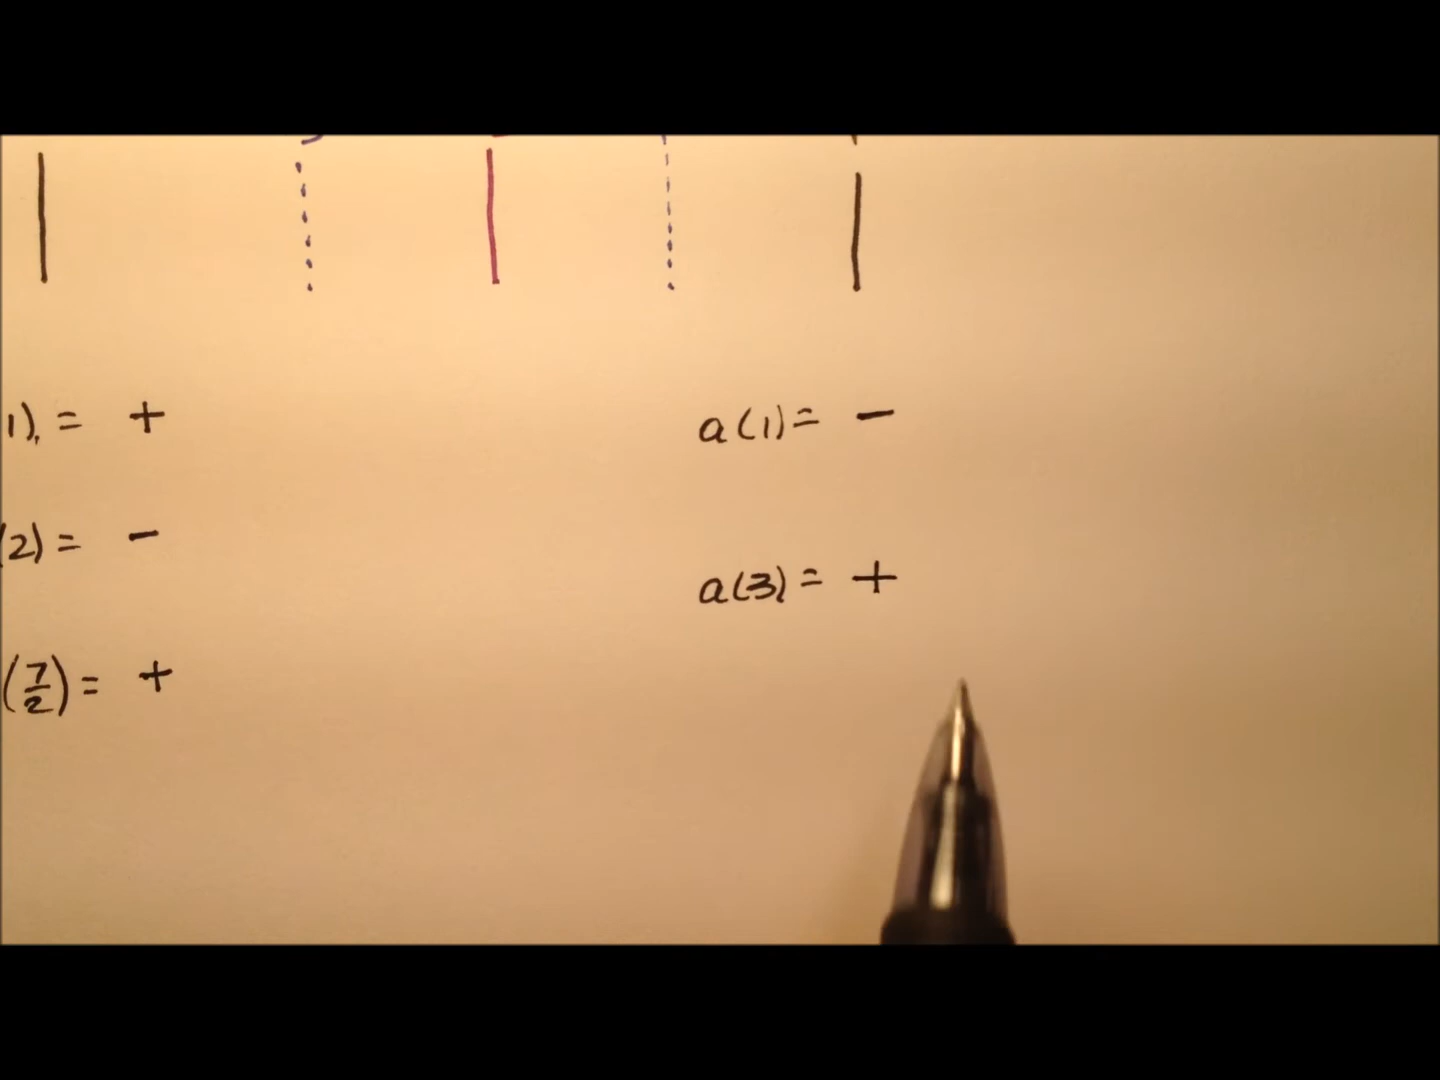 1) = +
a(1) = −
(2) = −
a(3) = +
(7/2) = +